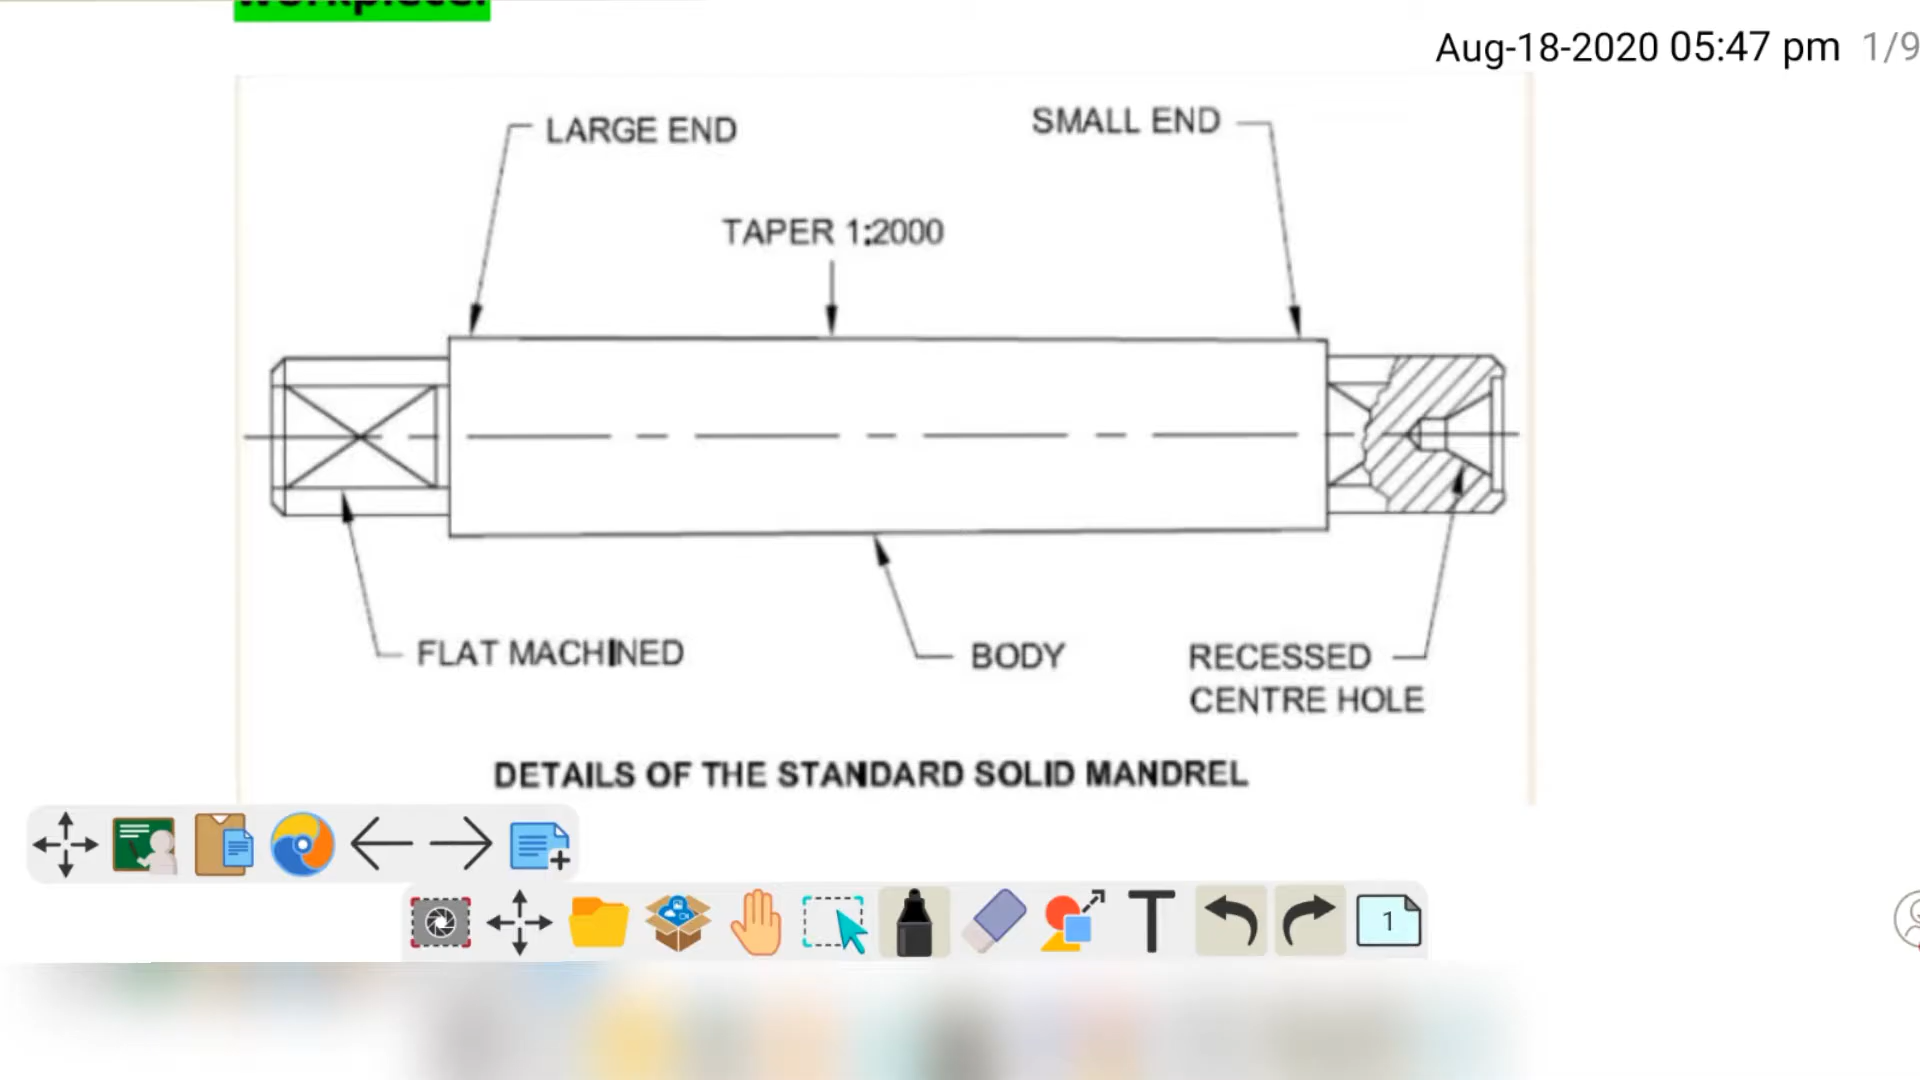 workpiece.
Aug-18-2020 05:47 pm 1/9
LARGE END
SMALL END
TAPER 1:2000
FLAT MACHINED
BODY
RECESSED
CENTRE HOLE
DETAILS OF THE STANDARD SOLID MANDREL
1